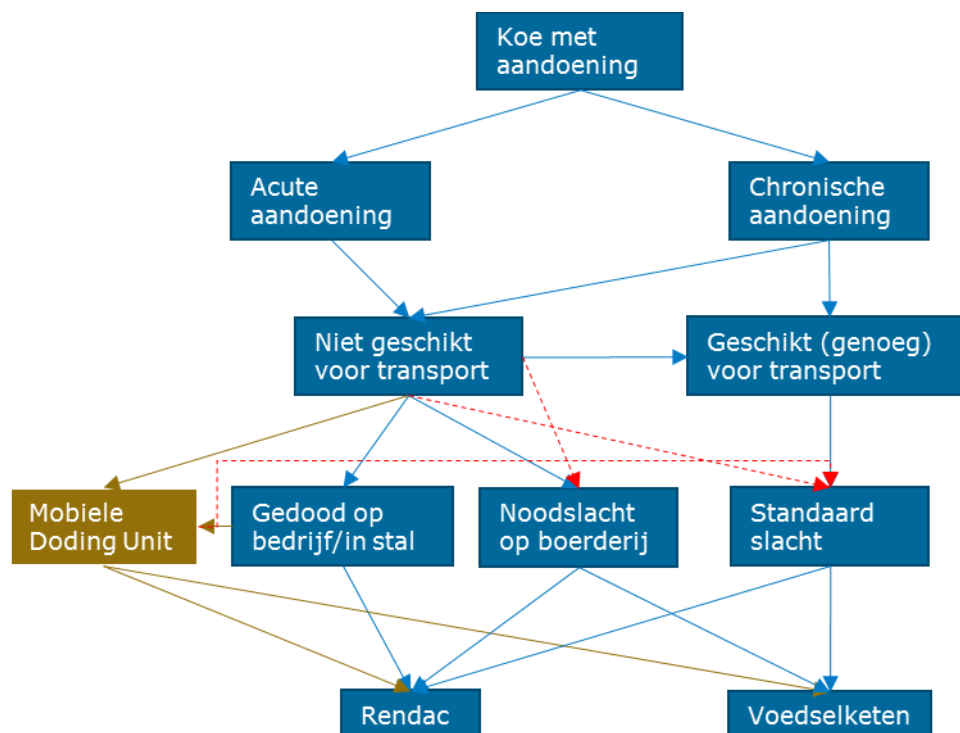 Koe met
aandoening
Acute
aandoening
Chronische
aandoening
Niet geschikt
voor transport
Geschikt (genoeg)
voor transport
Mobiele
Doding Unit
Gedood op
bedrijf/in stal
Noodslacht
op boerderij
Standaard
slacht
Rendac
Voedselketen